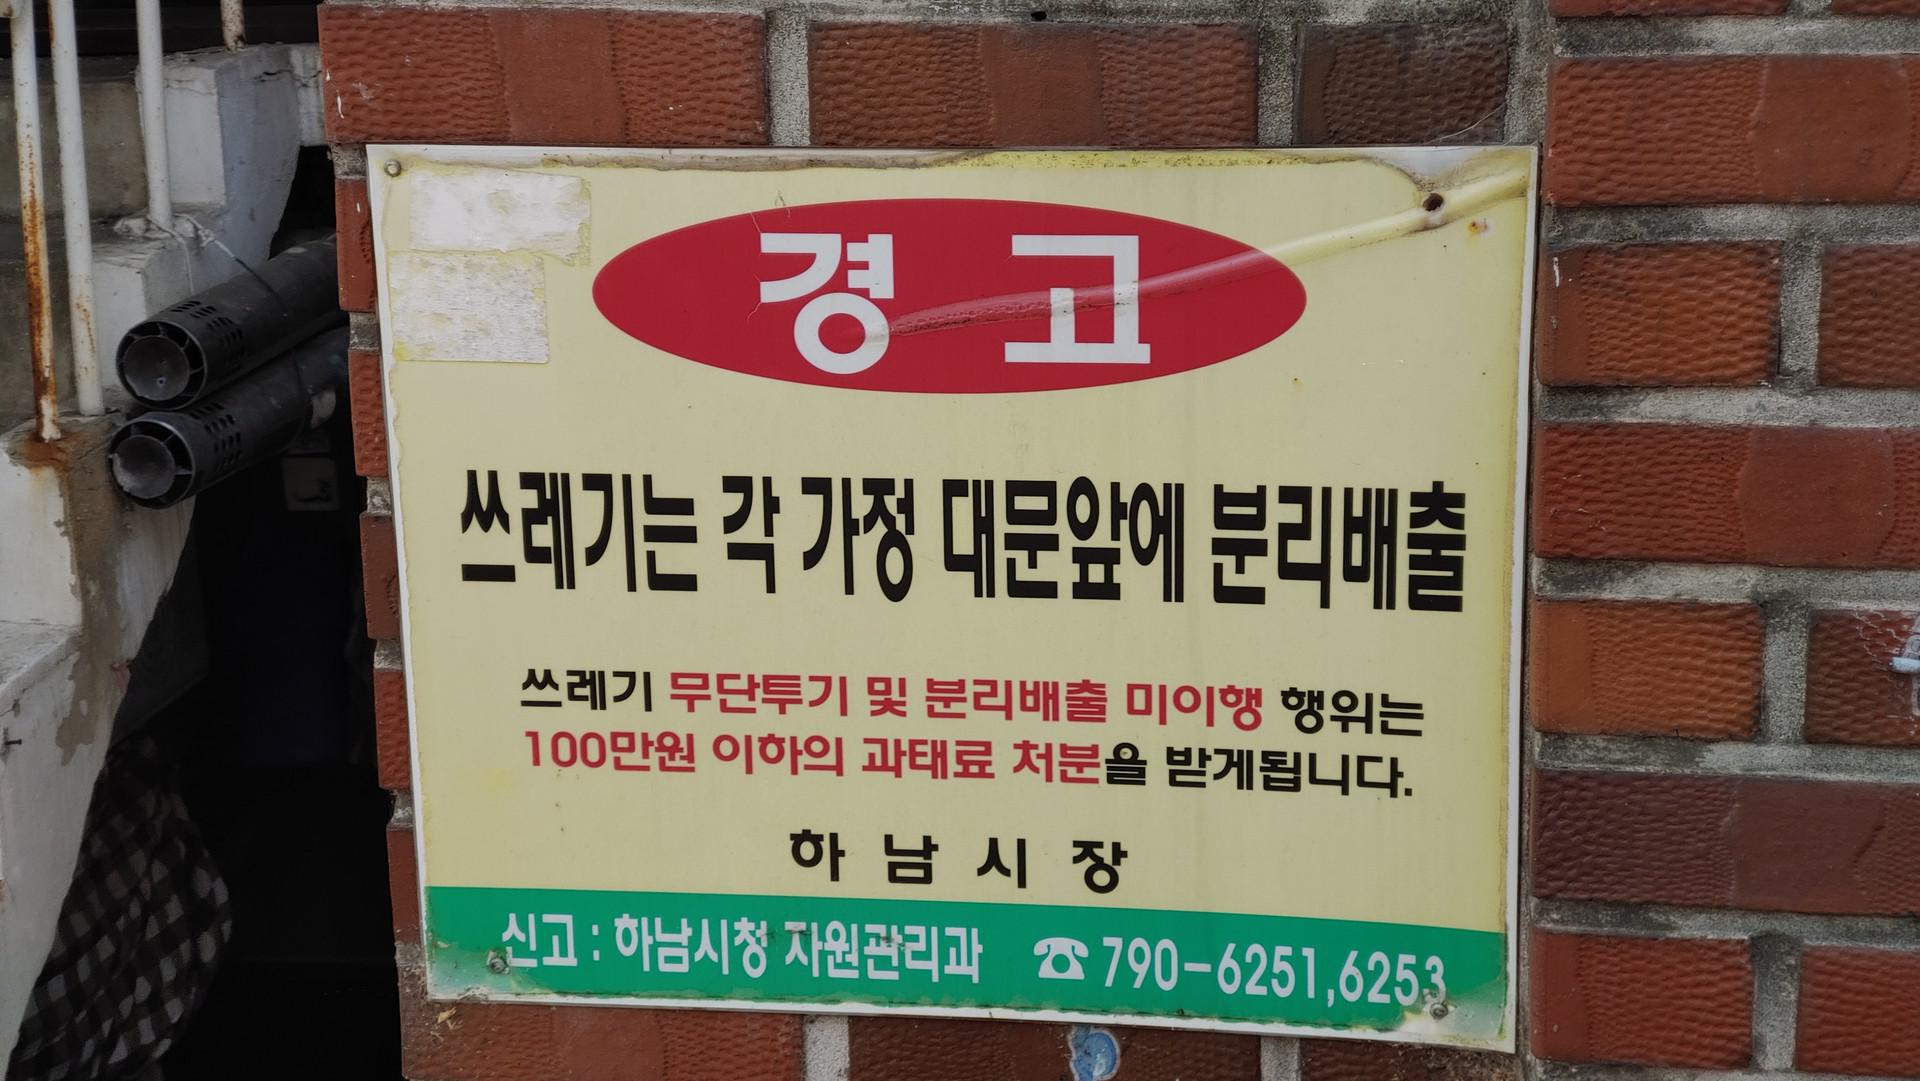 경 고
쓰레기는 각 가정 대문앞에 분리배출
쓰레기 무단투기 및 분리배출 미이행 행위는
100만원 이하의 과태료 처분을 받게됩니다.
하 남 시 장
신고 : 하남시청 자원관리과 ☎ 790-6251,6253